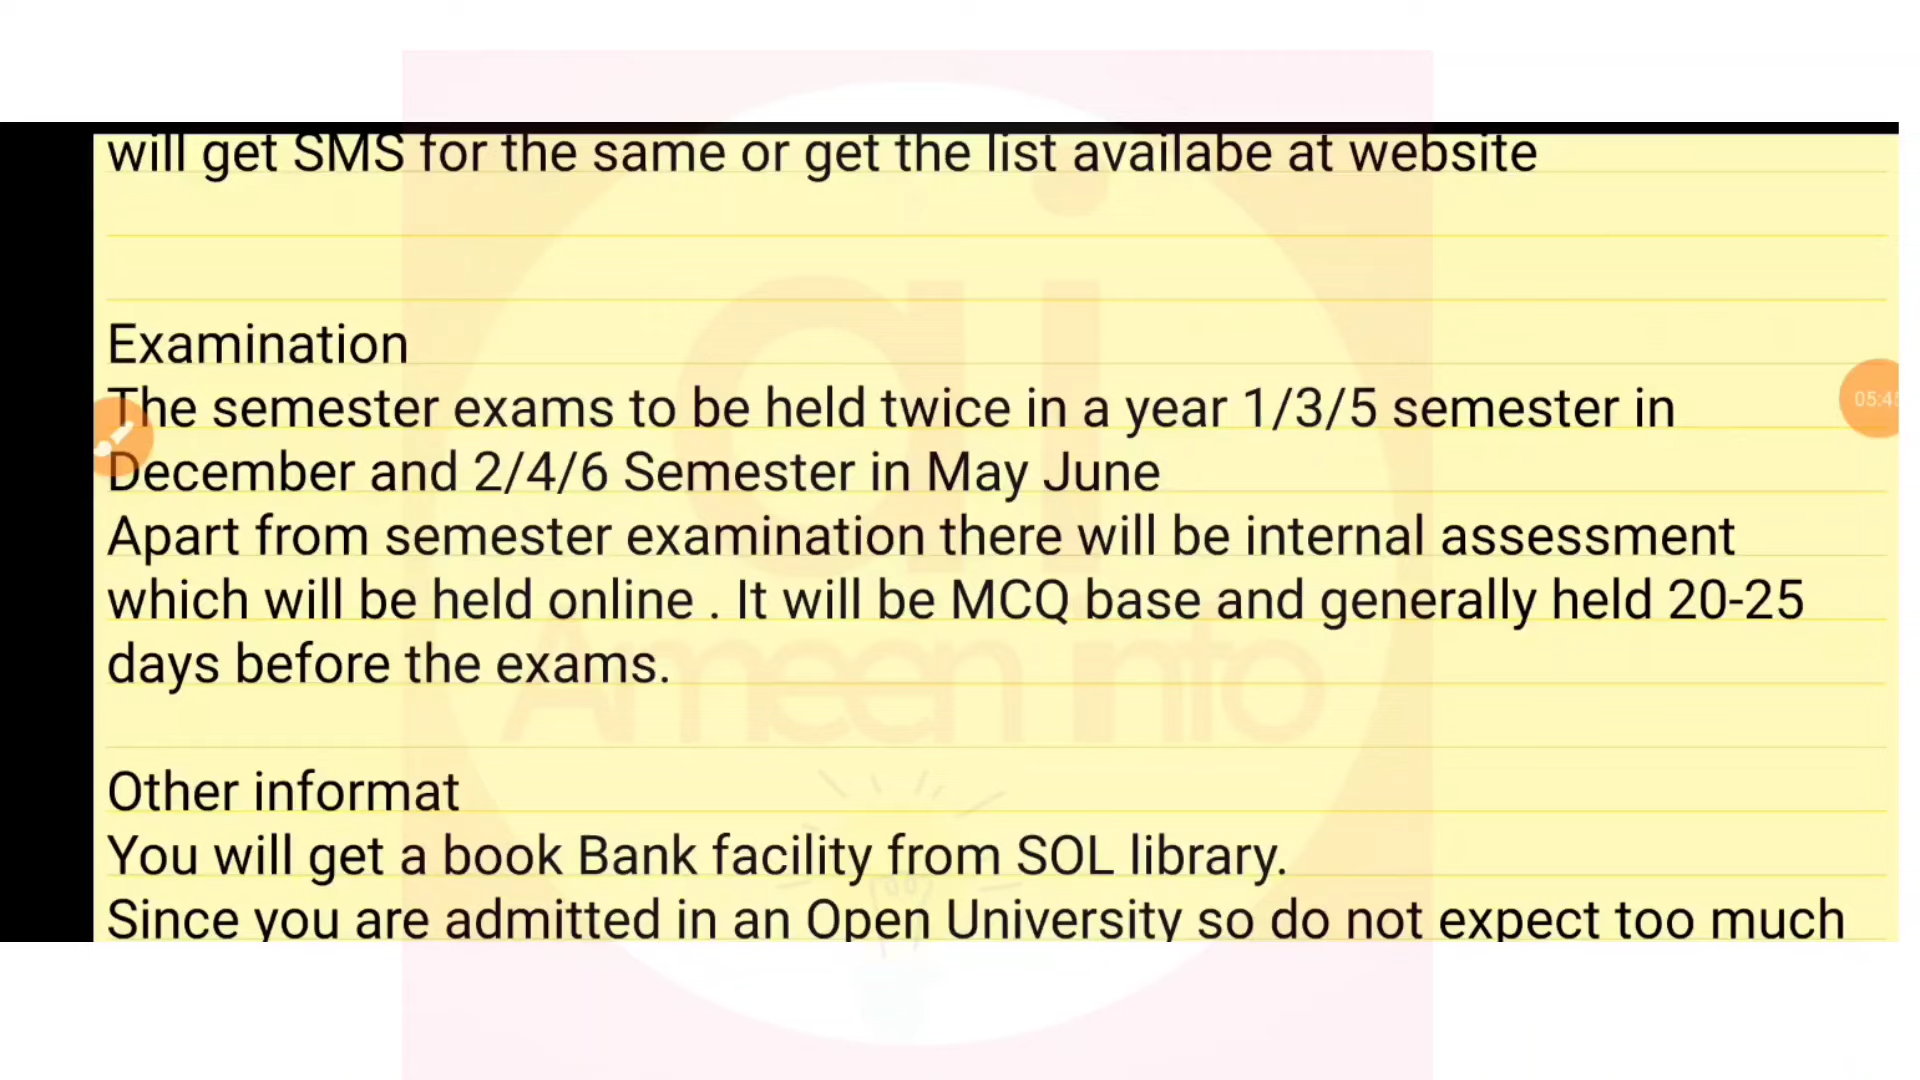 will get SMS for the same or get the list availabe at website
Examination
The semester exams to be held twice in a year 1/3/5 semester in
December and 2/4/6 Semester in May June
Apart from semester examination there will be internal assessment
which will be held online . It will be MCQ base and generally held 20-25
days before the exams.
Other informat
You will get a book Bank facility from SOL library.
Since you are admitted in an Open University so do not expect too much
ai
Ameen info